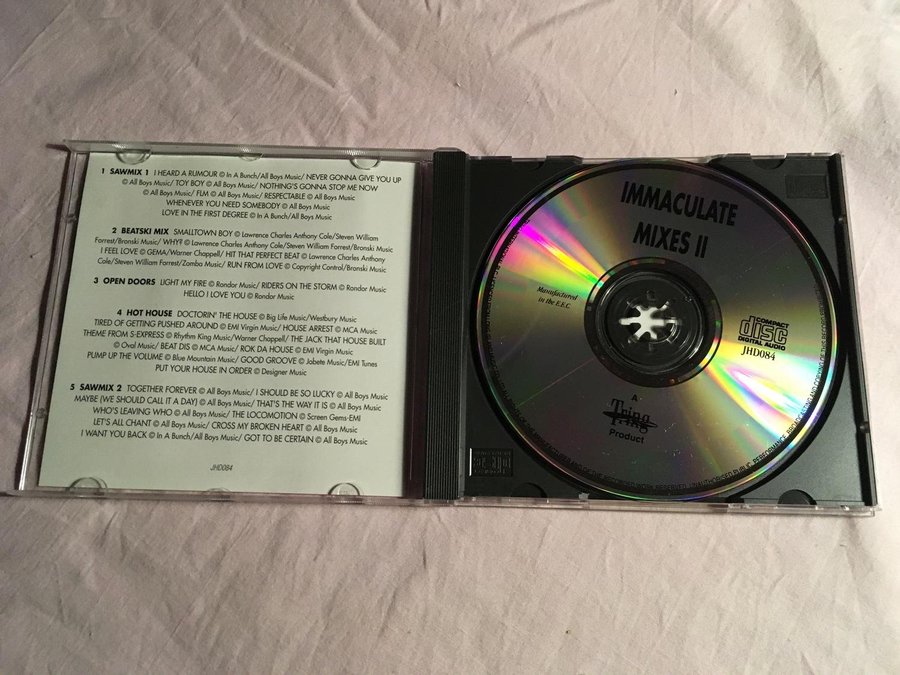 1 SAWMIX 1 I HEARD A RUMOUR © In A Bunch/All Boys Music/ NEVER GONNA GIVE YOU UP
© All Boys Music/ TOY BOY © All Boys Music/ NOTHING'S GONNA STOP ME NOW
© All Boys Music/ FLM © All Boys Music/ RESPECTABLE © All Boys Music/
WHENEVER YOU NEED SOMEBODY © All Boys Music/
LOVE IN THE FIRST DEGREE © In A Bunch/All Boys Music
2 BEATSKI MIX SMALLTOWN BOY © Lawrence Charles Anthony Cole/Steven William
Forrest/Bronski Music/ WHY? © Lawrence Charles Anthony Cole/Steven William Forrest/Bronski Music/
I FEEL LOVE © GEMA/Warner Chappell/ HIT THAT PERFECT BEAT © Lawrence Charles Anthony
Cole/Steven William Forrest/Zomba Music/ RUN FROM LOVE © Copyright Control/Bronski Music
3 OPEN DOORS LIGHT MY FIRE © Rondor Music/ RIDERS ON THE STORM © Rondor Music/
HELLO I LOVE YOU © Rondor Music
4 HOT HOUSE DOCTORIN' THE HOUSE © Big Life Music/Westbury Music/
TIRED OF GETTING PUSHED AROUND © EMI Virgin Music/ HOUSE ARREST © MCA Music/
THEME FROM S-EXPRESS © Rhythm King Music/Warner Chappell/ THE JACK THAT HOUSE BUILT
© Oval Music/ BEAT DIS © MCA Music/ ROK DA HOUSE © EMI Virgin Music/
PUMP UP THE VOLUME © Blue Mountain Music/ GOOD GROOVE © Jobete Music/EMI Tunes
PUT YOUR HOUSE IN ORDER © Designer Music
5 SAWMIX 2 TOGETHER FOREVER © All Boys Music/ I SHOULD BE SO LUCKY © All Boys Music/
MAYBE (WE SHOULD CALL IT A DAY) © All Boys Music/ THAT'S THE WAY IT IS © All Boys Music/
WHO'S LEAVING WHO © All Boys Music/ THE LOCOMOTION © Screen Gems-EMI
LET'S ALL CHANT © All Boys Music/ CROSS MY BROKEN HEART © All Boys Music/
I WANT YOU BACK © In A Bunch/All Boys Music/ GOT TO BE CERTAIN © All Boys Music
JHD084
IMMACULATE
MIXES II
Manufactured
in the E.E.C.
COMPACT
disc
DIGITAL AUDIO
JHD084
A
Tring
Product
RECORDED WORK RESERVED. UNAUTHORISED PUBLIC PERFORMANCE, BROADCASTING